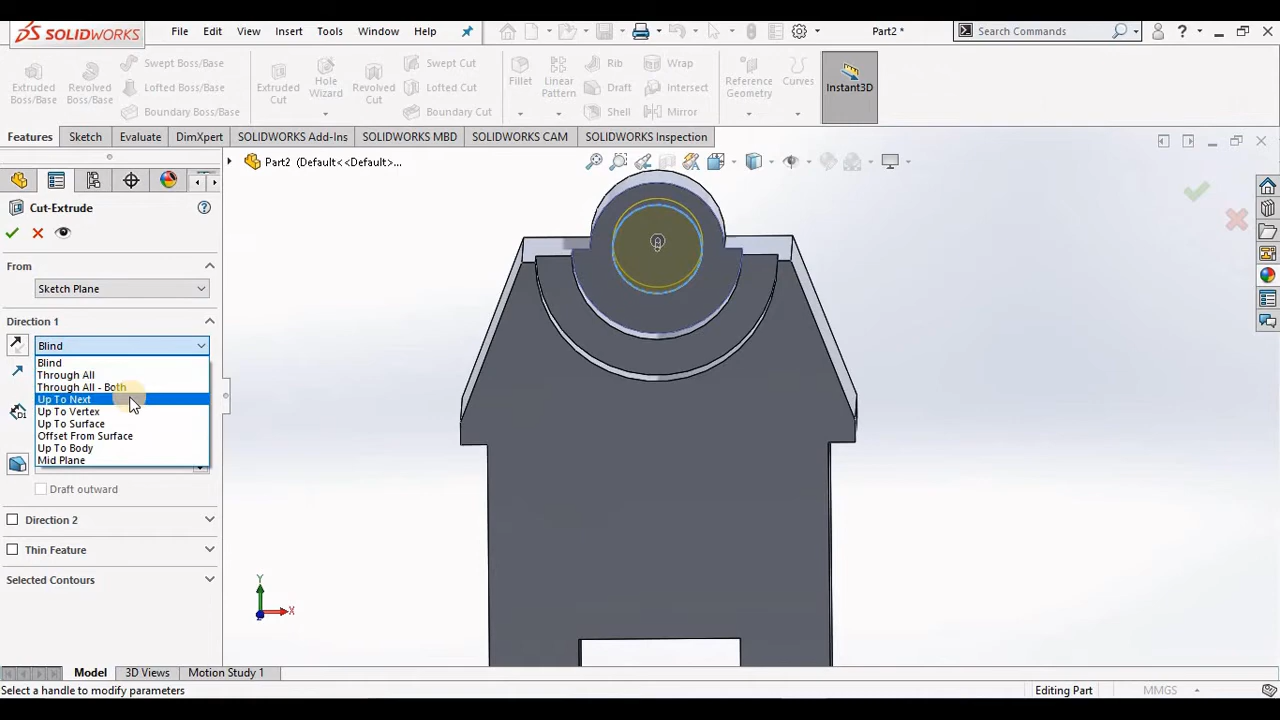 SOLIDWORKS
File Edit View Insert Tools Window Help
Part2 *
Search Commands
?
Extruded Boss/Base
Revolved Boss/Base
Swept Boss/Base
Lofted Boss/Base
Boundary Boss/Base
Extruded Cut
Hole Wizard
Revolved Cut
Swept Cut
Lofted Cut
Boundary Cut
Fillet
Linear Pattern
Rib
Draft
Shell
Wrap
Intersect
Mirror
Reference Geometry
Curves
Instant3D
Features Sketch Evaluate DimXpert SOLIDWORKS Add-Ins SOLIDWORKS MBD SOLIDWORKS CAM SOLIDWORKS Inspection
Part2 (Default<<Default>...
Cut-Extrude
?
From
Sketch Plane
Direction 1
Blind
Blind
Through All
Through All - Both
Up To Next
Up To Vertex
Up To Surface
Offset From Surface
Up To Body
Mid Plane
D1
Draft outward
Direction 2
Thin Feature
Selected Contours
Y
X
Model 3D Views Motion Study 1
Select a handle to modify parameters
Editing Part
MMGS